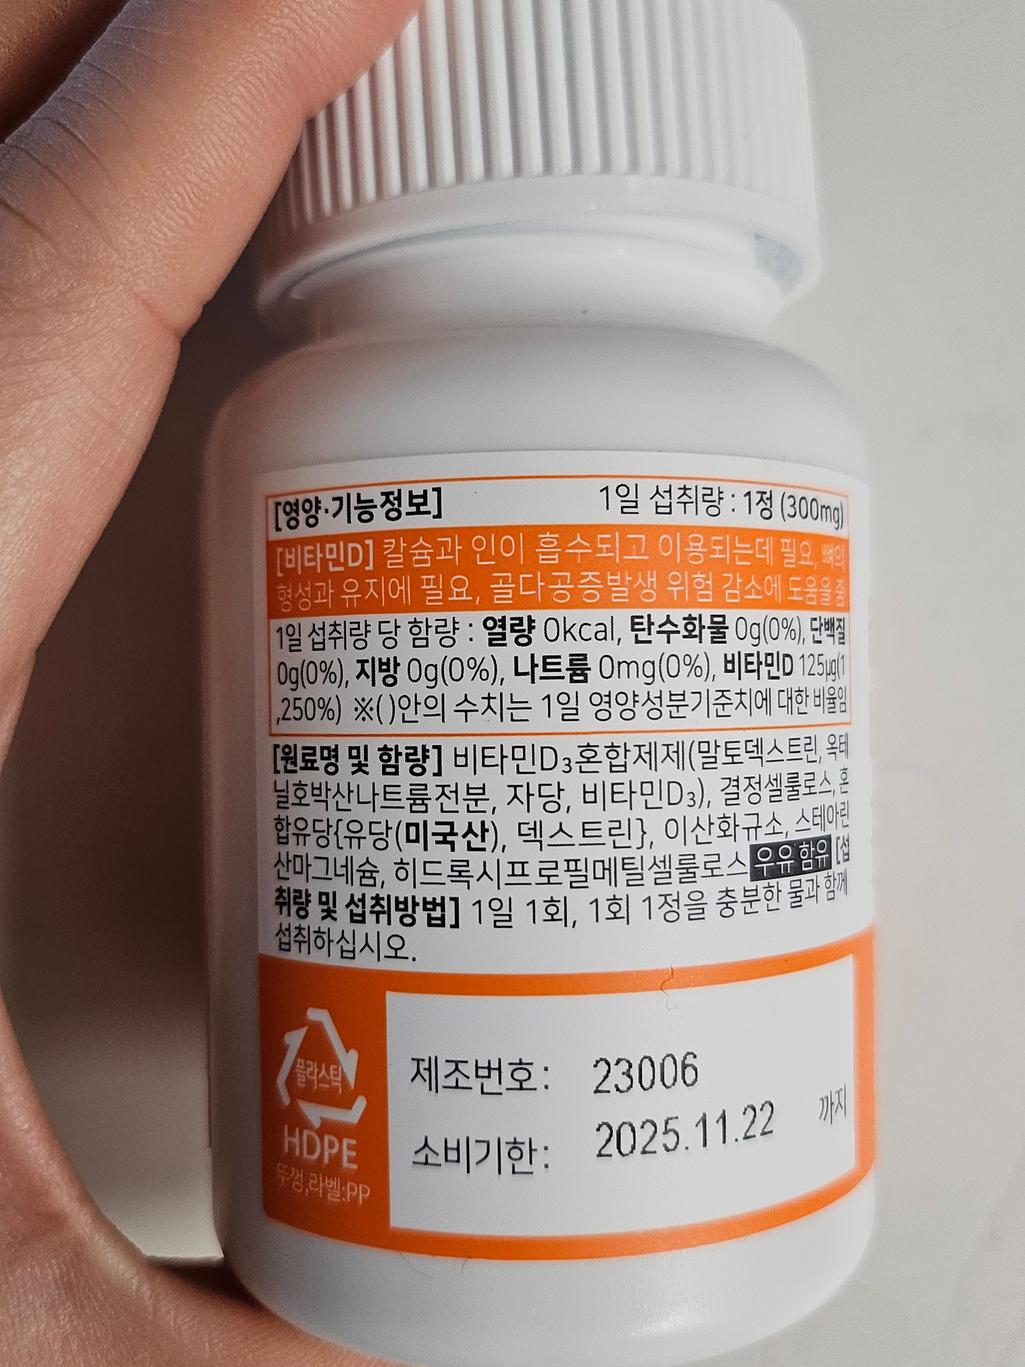 [영양·기능정보] 1일 섭취량 : 1정 (300mg)
[비타민D] 칼슘과 인이 흡수되고 이용되는데 필요, 뼈의
형성과 유지에 필요, 골다공증발생 위험 감소에 도움을 줌
1일 섭취량 당 함량 : 열량 0kcal, 탄수화물 0g(0%), 단백질
0g(0%), 지방 0g(0%), 나트륨 0mg(0%), 비타민D 125µg(1
,250%) ※( )안의 수치는 1일 영양성분기준치에 대한 비율임
[원료명 및 함량] 비타민D₃혼합제제(말토덱스트린, 옥테
닐호박산나트륨전분, 자당, 비타민D₃), 결정셀룰로스, 혼
합유당{유당(미국산), 덱스트린}, 이산화규소, 스테아린
산마그네슘, 히드록시프로필메틸셀룰로스 우유 함유 [섭
취량 및 섭취방법] 1일 1회, 1회 1정을 충분한 물과 함께
섭취하십시오.
플라스틱
HDPE
뚜껑,라벨:PP
제조번호: 23006
소비기한: 2025.11.22 까지